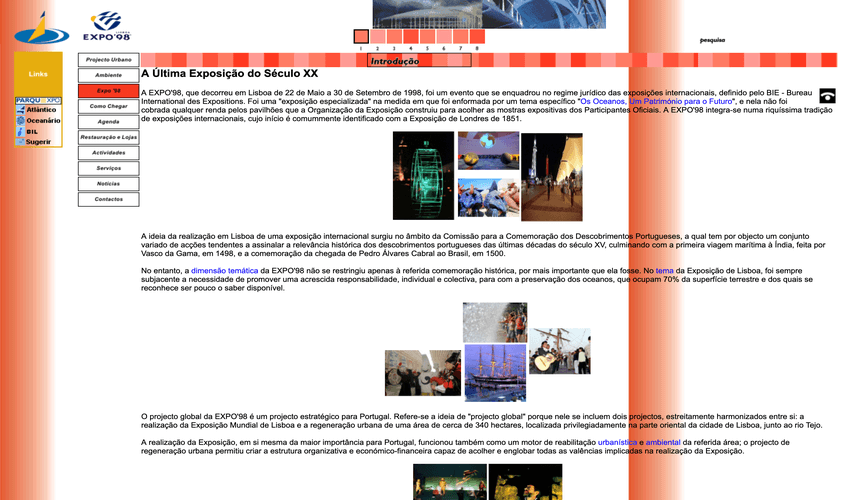 LISBOA
EXPO'98
1 2 3 4 5 6 7 8
pesquisa
Introdução
Links
PARQU XPO
Atlântico
Oceanário
BIL
Sugerir
Projecto Urbano
Ambiente
Expo '98
Como Chegar
Agenda
Restauração e Lojas
Actividades
Serviços
Notícias
Contactos
A Última Exposição do Século XX
A EXPO'98, que decorreu em Lisboa de 22 de Maio a 30 de Setembro de 1998, foi um evento que se enquadrou no regime jurídico das exposições internacionais, definido pelo BIE - Bureau
International des Expositions. Foi uma "exposição especializada" na medida em que foi enformada por um tema específico "Os Oceanos, Um Património para o Futuro", e nela não foi
cobrada qualquer renda pelos pavilhões que a Organização da Exposição construiu para acolher as mostras expositivas dos Participantes Oficiais. A EXPO'98 integra-se numa riquíssima tradição
de exposições internacionais, cujo início é comummente identificado com a Exposição de Londres de 1851.
A ideia da realização em Lisboa de uma exposição internacional surgiu no âmbito da Comissão para a Comemoração dos Descobrimentos Portugueses, a qual tem por objecto um conjunto
variado de acções tendentes a assinalar a relevância histórica dos descobrimentos portugueses das últimas décadas do século XV, culminando com a primeira viagem marítima à Índia, feita por
Vasco da Gama, em 1498, e a comemoração da chegada de Pedro Álvares Cabral ao Brasil, em 1500.
No entanto, a dimensão temática da EXPO'98 não se restringiu apenas à referida comemoração histórica, por mais importante que ela fosse. No tema da Exposição de Lisboa, foi sempre
subjacente a necessidade de promover uma acrescida responsabilidade, individual e colectiva, para com a preservação dos oceanos, que ocupam 70% da superfície terrestre e dos quais se
reconhece ser pouco o saber disponível.
O projecto global da EXPO'98 é um projecto estratégico para Portugal. Refere-se a ideia de "projecto global" porque nele se incluem dois projectos, estreitamente harmonizados entre si: a
realização da Exposição Mundial de Lisboa e a regeneração urbana de uma área de cerca de 340 hectares, localizada privilegiadamente na parte oriental da cidade de Lisboa, junto ao rio Tejo.
A realização da Exposição, em si mesma da maior importância para Portugal, funcionou também como um motor de reabilitação urbanística e ambiental da referida área; o projecto de
regeneração urbana permitiu criar a estrutura organizativa e económico-financeira capaz de acolher e englobar todas as valências implicadas na realização da Exposição.